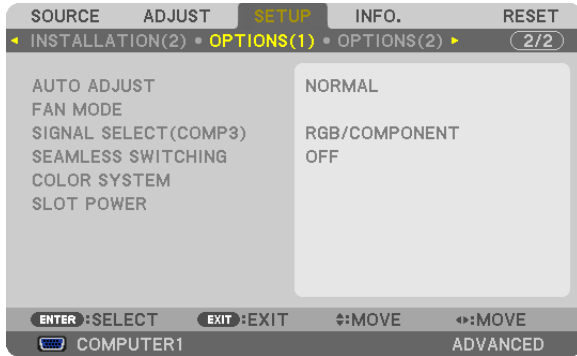 SOURCE ADJUST SETUP INFO. RESET
◄ INSTALLATION(2) • OPTIONS(1) • OPTIONS(2) ► 2/2
AUTO ADJUST NORMAL
FAN MODE
SIGNAL SELECT(COMP3) RGB/COMPONENT
SEAMLESS SWITCHING OFF
COLOR SYSTEM
SLOT POWER
ENTER :SELECT EXIT :EXIT :MOVE :MOVE
COMPUTER1 ADVANCED